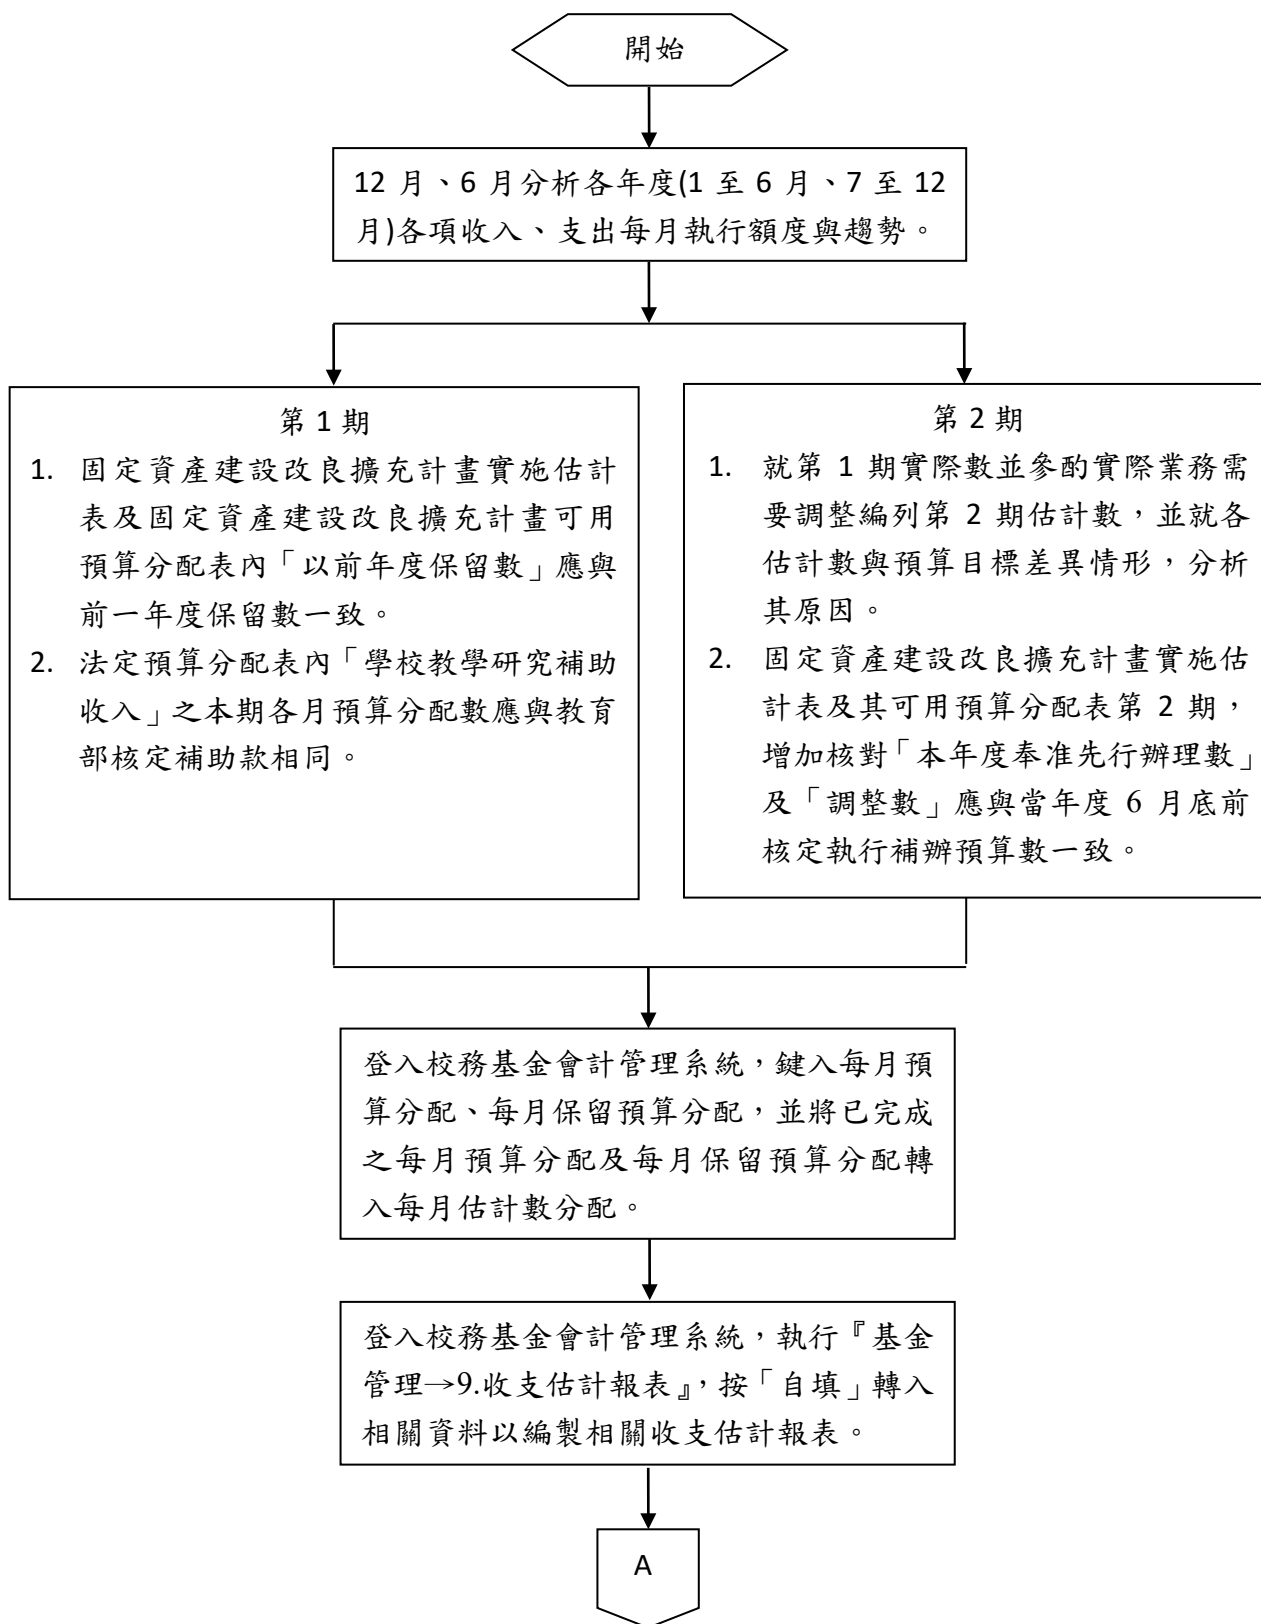 開始
12 月、6 月分析各年度(1 至 6 月、7 至 12
月)各項收入、支出每月執行額度與趨勢。
第 1 期
1. 固定資產建設改良擴充計畫實施估計
表及固定資產建設改良擴充計畫可用
預算分配表內「以前年度保留數」應與
前一年度保留數一致。
2. 法定預算分配表內「學校教學研究補助
收入」之本期各月預算分配數應與教育
部核定補助款相同。
第 2 期
1. 就第 1 期實際數並參酌實際業務需
要調整編列第 2 期估計數，並就各
估計數與預算目標差異情形，分析
其原因。
2. 固定資產建設改良擴充計畫實施估
計表及其可用預算分配表第 2 期，
增加核對「本年度奉准先行辦理數」
及「調整數」應與當年度 6 月底前
核定執行補辦預算數一致。
登入校務基金會計管理系統，鍵入每月預
算分配、每月保留預算分配，並將已完成
之每月預算分配及每月保留預算分配轉
入每月估計數分配。
登入校務基金會計管理系統，執行『基金
管理→9.收支估計報表』，按「自填」轉入
相關資料以編製相關收支估計報表。
A